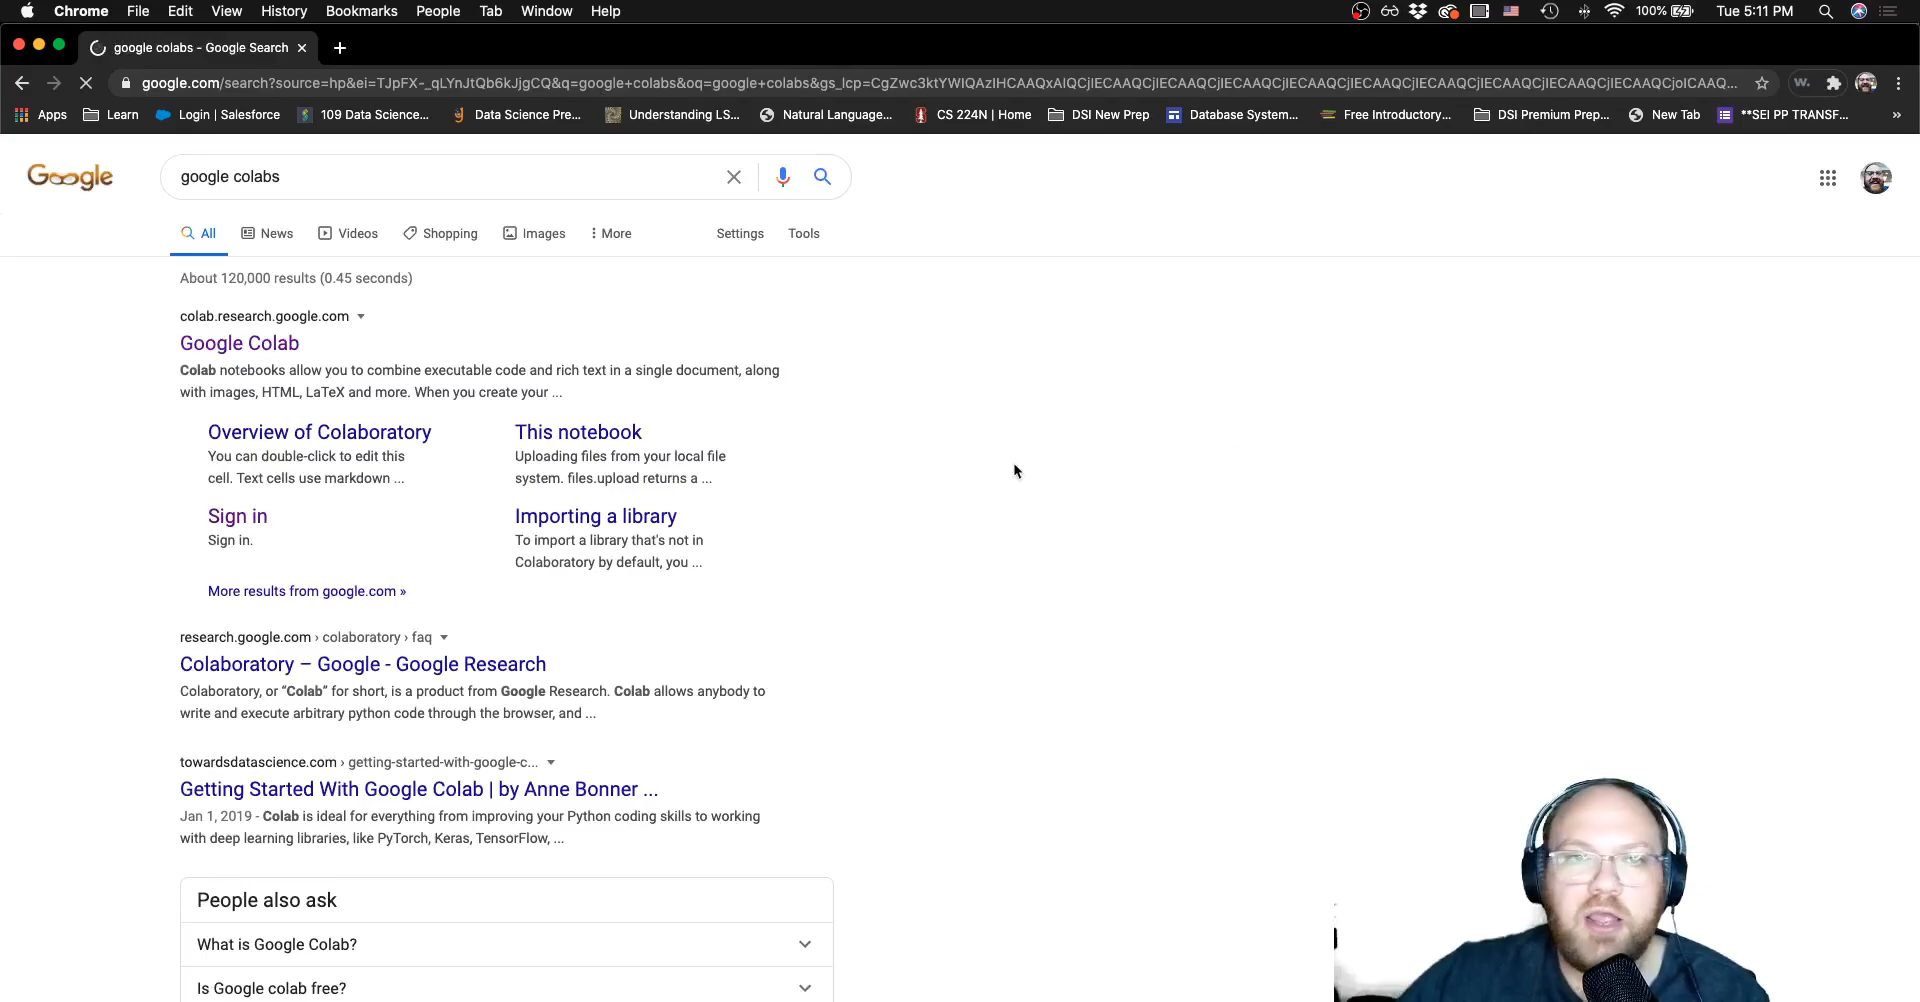 Chrome File Edit View History Bookmarks People Tab Window Help 100% Tue 5:11 PM
google colabs - Google Search
google.com/search?source=hp&ei=TJpFX-_qLYnJtQb6kJjgCQ&q=google+colabs&oq=google+colabs&gs_lcp=CgZwc3ktYWIQAzIHCAAQxAIQCjIECAAQCjIECAAQCjIECAAQCjIECAAQCjIECAAQCjIECAAQCjIECAAQCjIECAAQCjIECAAQCjoICAAQ...
Apps Learn Login | Salesforce 109 Data Science... Data Science Pre... Understanding LS... Natural Language... CS 224N | Home DSI New Prep Database System... Free Introductory... DSI Premium Prep... New Tab **SEI PP TRANSF... »
Google
google colabs
All News Videos Shopping Images More Settings Tools
About 120,000 results (0.45 seconds)
colab.research.google.com
Google Colab
Colab notebooks allow you to combine executable code and rich text in a single document, along
with images, HTML, LaTeX and more. When you create your ...
Overview of Colaboratory
You can double-click to edit this
cell. Text cells use markdown ...
This notebook
Uploading files from your local file
system. files.upload returns a ...
Sign in
Sign in.
Importing a library
To import a library that's not in
Colaboratory by default, you ...
More results from google.com »
research.google.com › colaboratory › faq
Colaboratory – Google - Google Research
Colaboratory, or “Colab” for short, is a product from Google Research. Colab allows anybody to
write and execute arbitrary python code through the browser, and ...
towardsdatascience.com › getting-started-with-google-c...
Getting Started With Google Colab | by Anne Bonner ...
Jan 1, 2019 - Colab is ideal for everything from improving your Python coding skills to working
with deep learning libraries, like PyTorch, Keras, TensorFlow, ...
People also ask
What is Google Colab?
Is Google colab free?